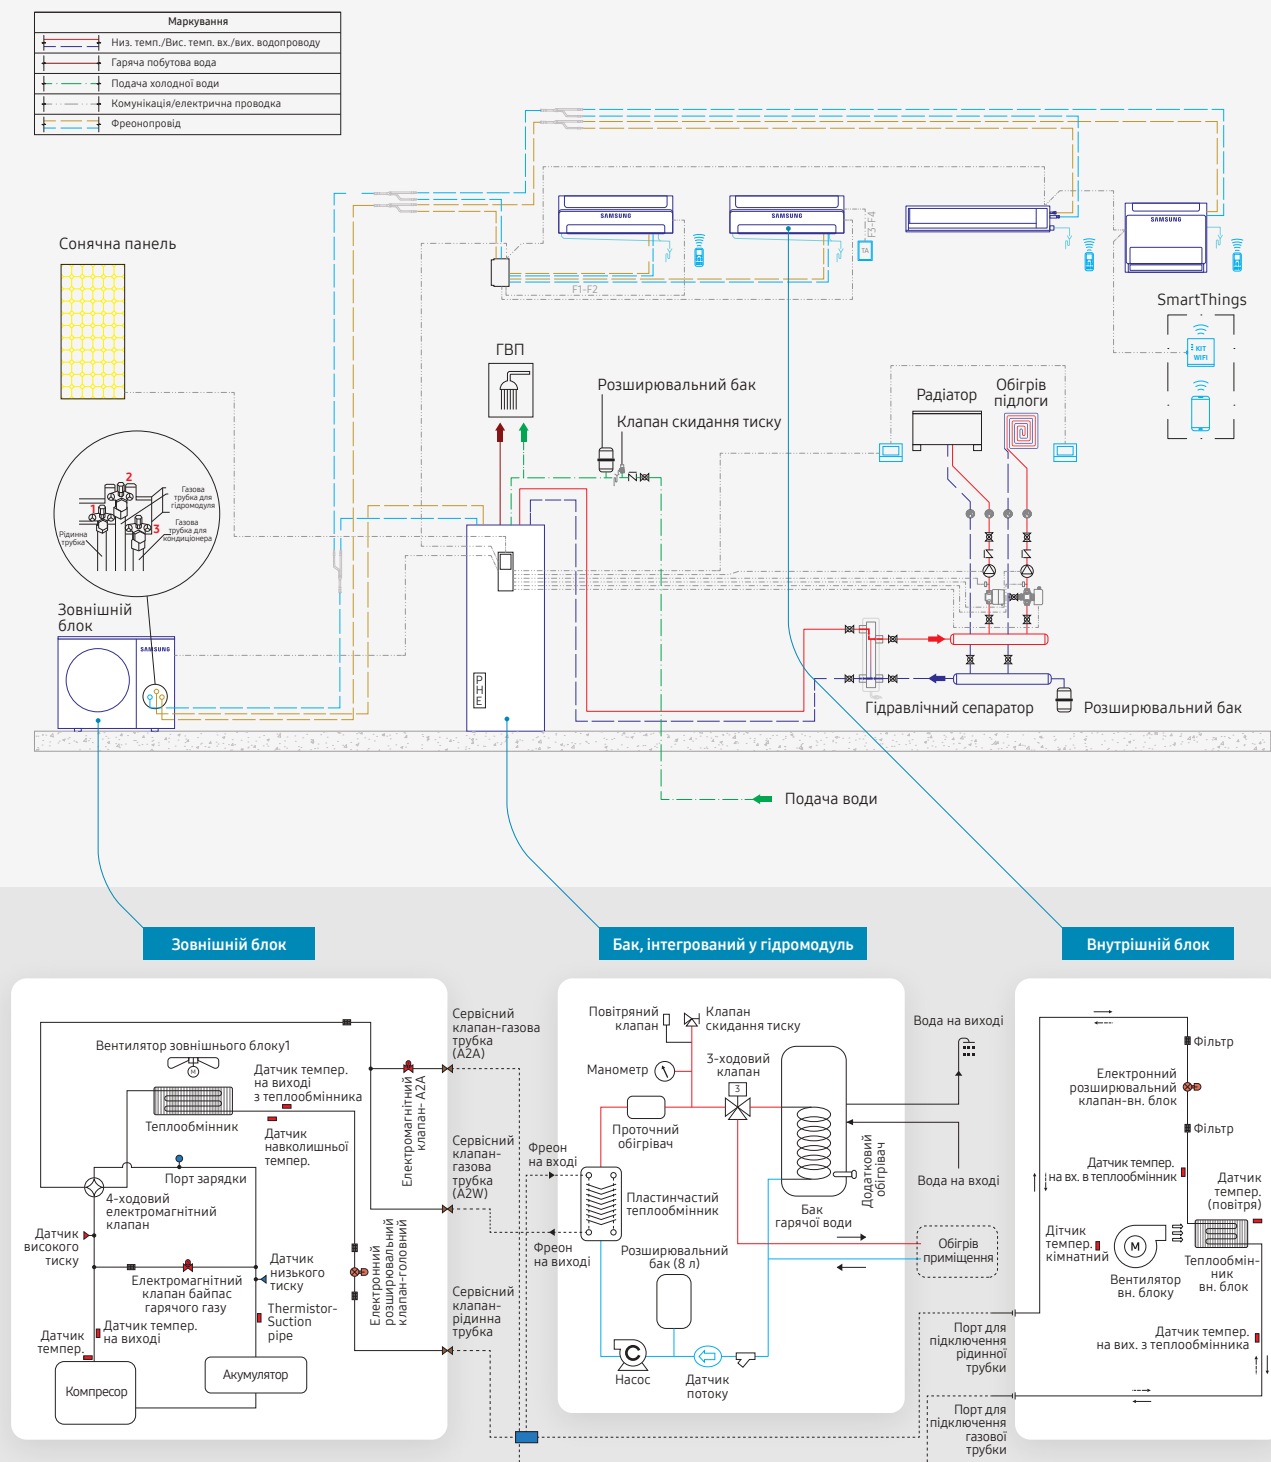 Маркування
Низ. темп./Вис. темп. вх./вих. водопроводу
Гаряча побутова вода
Подача холодної води
Комунікація/електрична проводка
Фреонопровід
SAMSUNG
SAMSUNG
SAMSUNG
F3-F4
TA
F1-F2
Сонячна панель
SmartThings
KIT
WIFI
ГВП
Розширювальний бак
Клапан скидання тиску
Радіатор
Обігрів
підлоги
2
1
3
Газова
трубка для
гідромодуля
Газова
трубка для
кондиціонера
Рідинна
трубка
Зовнішній
блок
SAMSUNG
P
H
E
Гідравлічний сепаратор
Розширювальний бак
Подача води
Зовнішній блок
Бак, інтегрований у гідромодуль
Внутрішній блок
Вентилятор зовнішнього блоку1
M
Датчик темпер.
на виході
з теплообмінника
Теплообмінник
Датчик
навколишньої
темпер.
Порт зарядки
4-ходовий
електромагнітний
клапан
Датчик
високого
тиску
Електромагнітний
клапан байпас
гарячого газу
Датчик
низького
тиску
Thermistor-
Suction
pipe
Датчик темпер.
на виході
Датчик
темпер.
Компресор
Акумулятор
Електромагнітний
клапан- A2A
Електронний
розширювальний
клапан-головний
Сервісний
клапан-газова
трубка
(A2A)
Сервісний
клапан-
газова
трубка
(A2W)
Сервісний
клапан-
рідинна
трубка
Повітряний
клапан
Клапан
скидання тиску
Манометр
3-ходовий
клапан
3
Проточний
обігрівач
Фреон
на вході
Фреон
на виході
Пластинчастий
теплообмінник
Розширювальний
бак (8 л)
Бак
гарячої води
Додатковий
обігрівач
Насос
C
Датчик
потоку
Вода на виході
Вода на вході
Обігрів
приміщення
Порт для
підключення
рідинної
трубки
Порт для
підключення
газової
трубки
Фільтр
Електронний
розширювальний
клапан-вн. блок
Фільтр
Датчик темпер.
на вх. в теплообмінник
Датчик
темпер.
(повітря)
Дітчик
темпер.
кімнатний
M
Вентилятор
вн. блоку
Теплообмін-
ник
вн. блок
Датчик темпер.
на вих. з теплообмінника